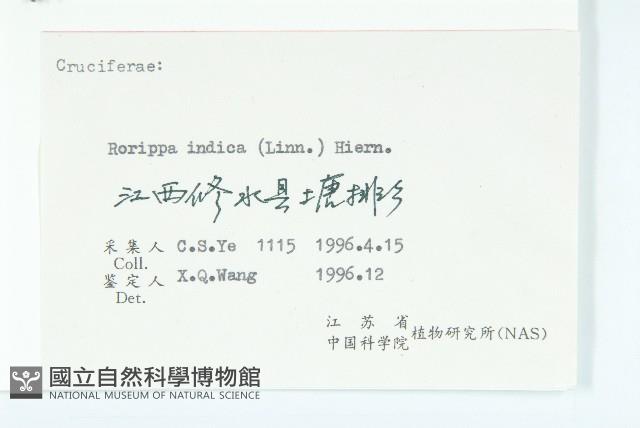 Cruciferae:
Rorippa indica (Linn.) Hiern.
江西修水县塘排
采集人 C.S.Ye 1115 1996.4.15
Coll.
鉴定人 X.Q.Wang 1996.12
Det.
江苏省
中国科学院 植物研究所(NAS)
國立自然科學博物館
NATIONAL MUSEUM OF NATURAL SCIENCE